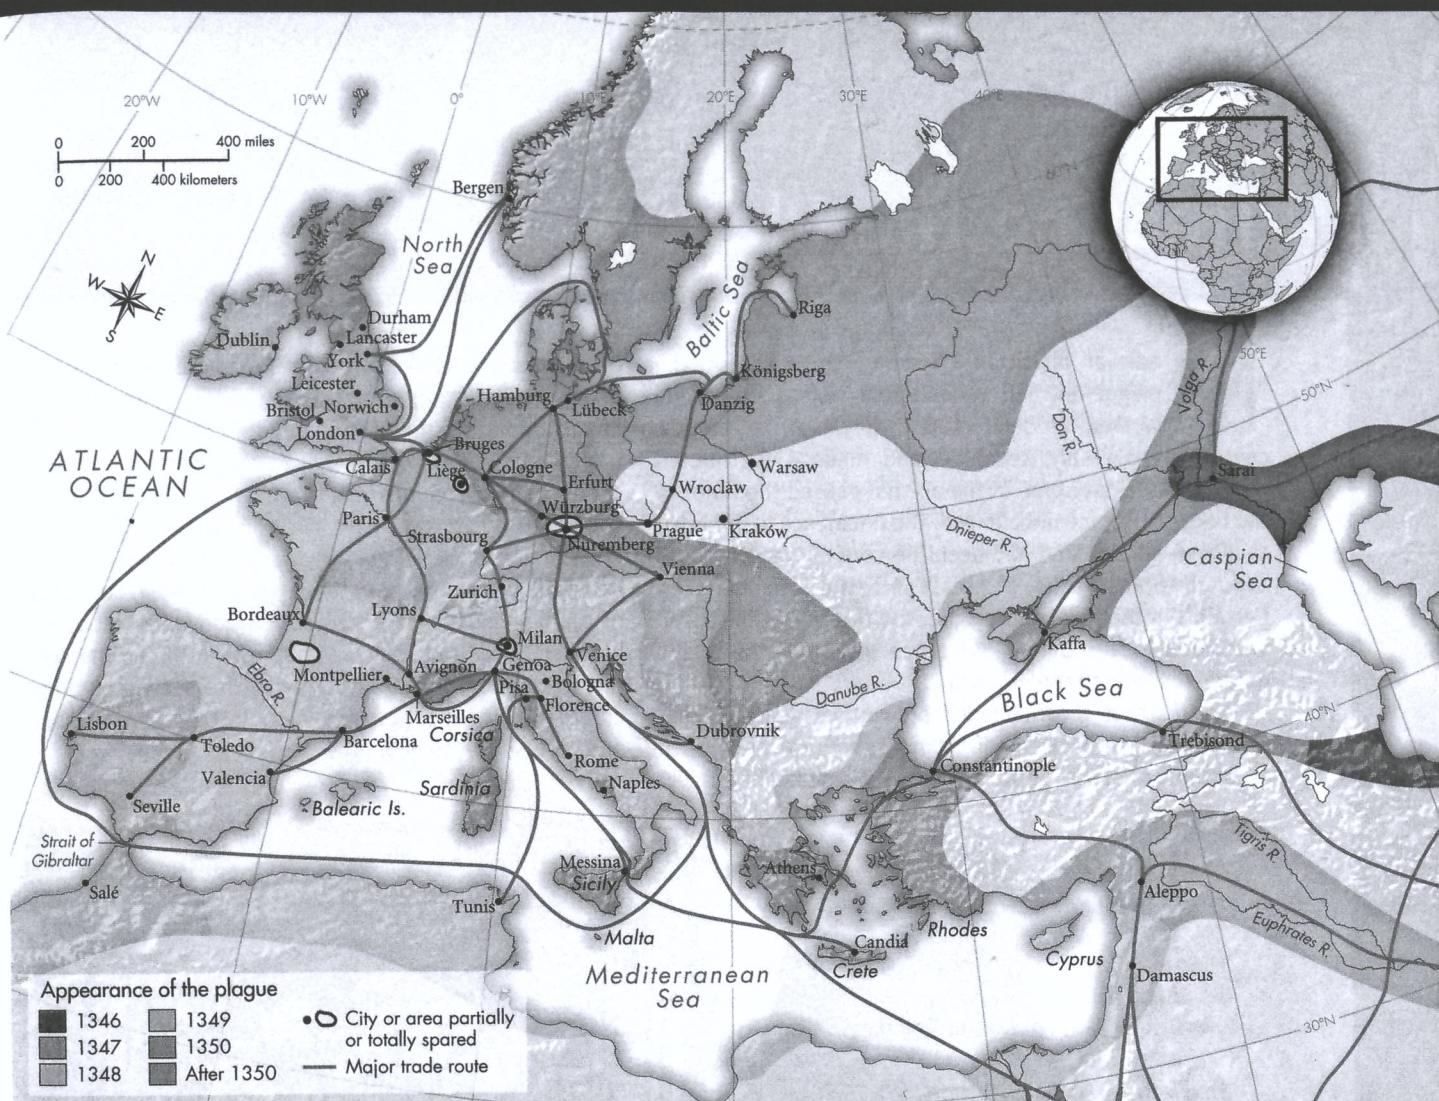 20°W
10°W
0°
10°E
20°E
30°E
40°E
60°N
0 200 400 miles
0 200 400 kilometers
Bergen
North
Sea
N
W
E
S
Baltic Sea
Riga
Durham
Lancaster
Dublin
York
Volga R.
50°E
50°N
Königsberg
Leicester
Hamburg
Lübeck
Danzig
Bristol
Norwich
London
Don R.
Bruges
ATLANTIC
OCEAN
Calais
Liège
Cologne
Warsaw
Sarai
Erfurt
Wroclaw
Würzburg
Paris
Prague
Kraków
Strasbourg
Nuremberg
Dnieper R.
Vienna
Caspian
Sea
Zurich
Bordeaux
Lyons
Milan
Kaffa
Venice
Ebro R.
Avignon
Genoa
Montpellier
Bologna
Danube R.
Black Sea
Pisa
Florence
Marseilles
Corsica
40°N
Lisbon
Toledo
Barcelona
Dubrovnik
Trebisond
Rome
Constantinople
Valencia
Sardinia
Naples
Seville
Balearic Is.
Strait of
Gibraltar
Tigris R.
Messina
Sicily
Athens
Salé
Aleppo
Tunis
Euphrates R.
Rhodes
Malta
Candia
Crete
Cyprus
Mediterranean
Sea
Damascus
30°N
Appearance of the plague
1346
1347
1348
1349
1350
After 1350
City or area partially
or totally spared
Major trade route